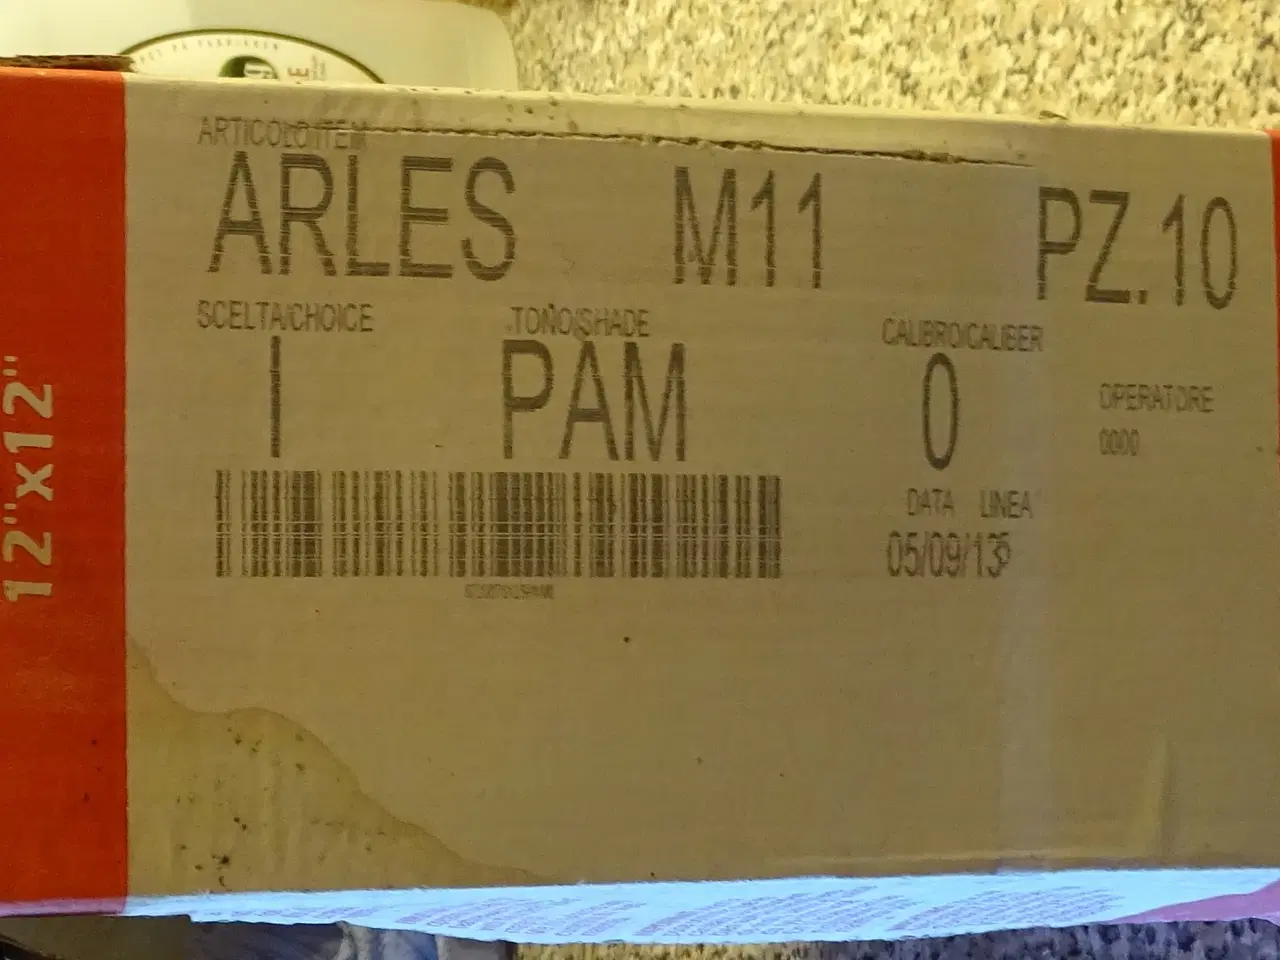 ARTICOLO/ITEM
ARLES M11 PZ.10
SCELTA/CHOICE TONO/SHADE CALIBRO/CALIBER
I PAM 0
OPERATORE
0000
DATA LINEA
05/09/13
12"x12"